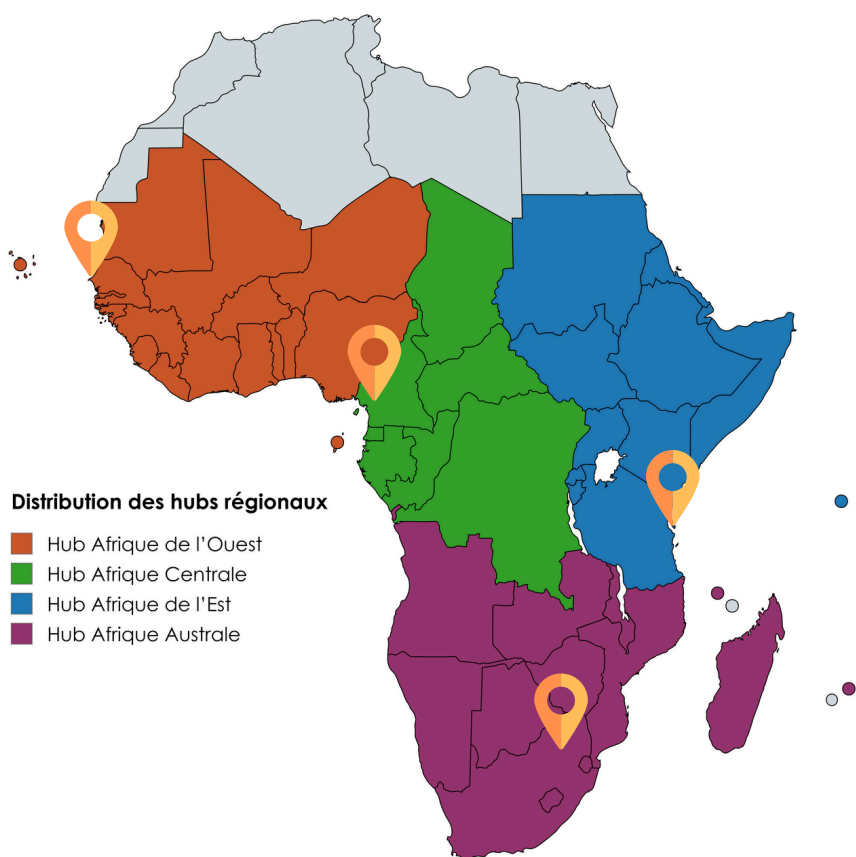 Distribution des hubs régionaux
Hub Afrique de l'Ouest
Hub Afrique Centrale
Hub Afrique de l'Est
Hub Afrique Australe